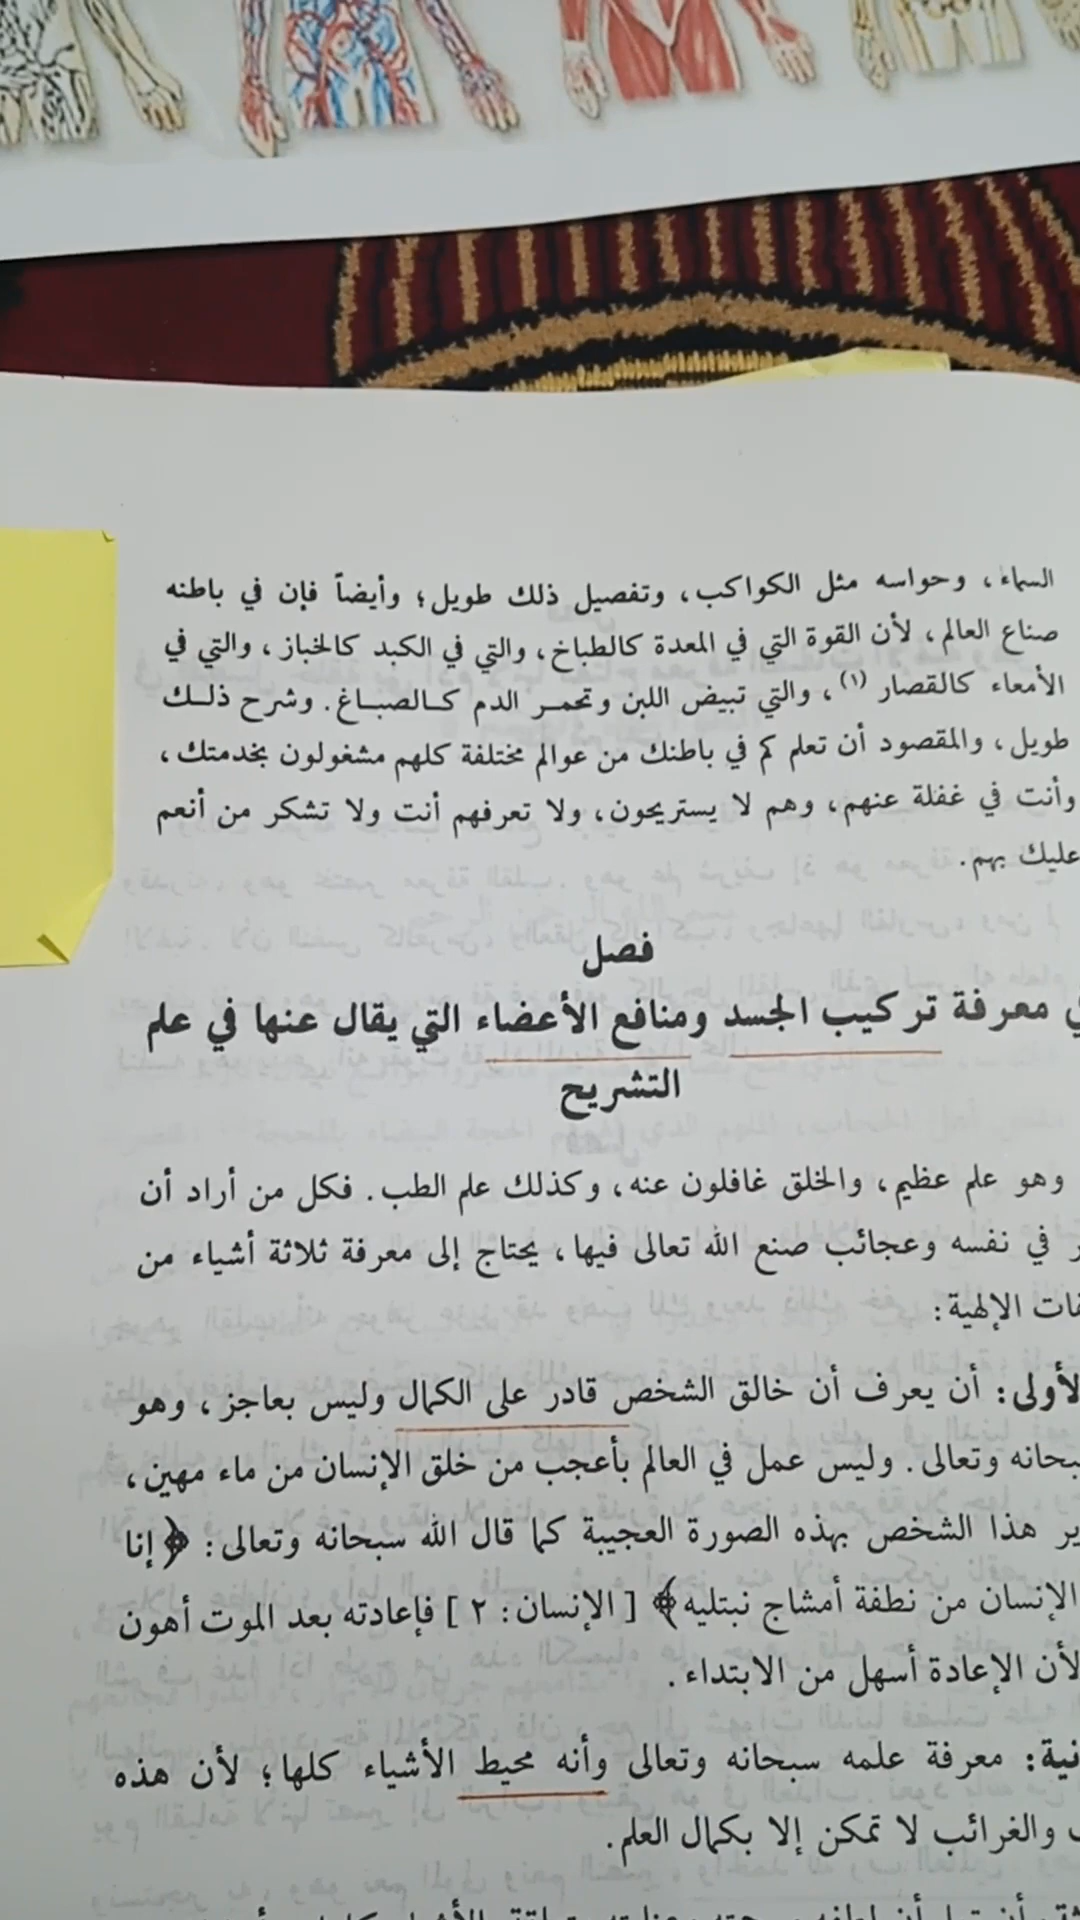 السماء، وحواسه مثل الكواكب، وتفصيل ذلك طويل؛ وأيضاً فإن في باطنه
صناع العالم، لأن القوة التي في المعدة كالطباخ، والتي في الكبد كالخباز، والتي في
الأمعاء كالقصار (١)، والتي تبيض اللبن وتحمر الدم كالصباغ. وشرح ذلك
طويل، والمقصود أن تعلم كم في باطنك من عوالم مختلفة كلهم مشغولون بخدمتك،
وأنت في غفلة عنهم، وهم لا يستريحون، ولا تعرفهم أنت ولا تشكر من أنعم
عليك بهم.
فصل
معرفة تركيب الجسد ومنافع الأعضاء التي يقال عنها في علم
التشريح
وهو علم عظيم، والخلق غافلون عنه، وكذلك علم الطب. فكل من أراد أن
في نفسه وعجائب صنع الله تعالى فيها، يحتاج إلى معرفة ثلاثة أشياء من
الإلهية:
أن يعرف أن خالق الشخص قادر على الكمال وليس بعاجز، وهو
وتعالى. وليس عمل في العالم بأعجب من خلق الإنسان من ماء مهين،
هذا الشخص بهذه الصورة العجيبة كما قال الله سبحانه وتعالى: ﴿إنا
الإنسان من نطفة أمشاج نبتليه﴾ [الإنسان: ٢] فإعادته بعد الموت أهون
لأن الإعادة أسهل من الابتداء.
معرفة علمه سبحانه وتعالى وأنه محيط الأشياء كلها؛ لأن هذه
والغرائب لا تمكن إلا بكمال العلم.